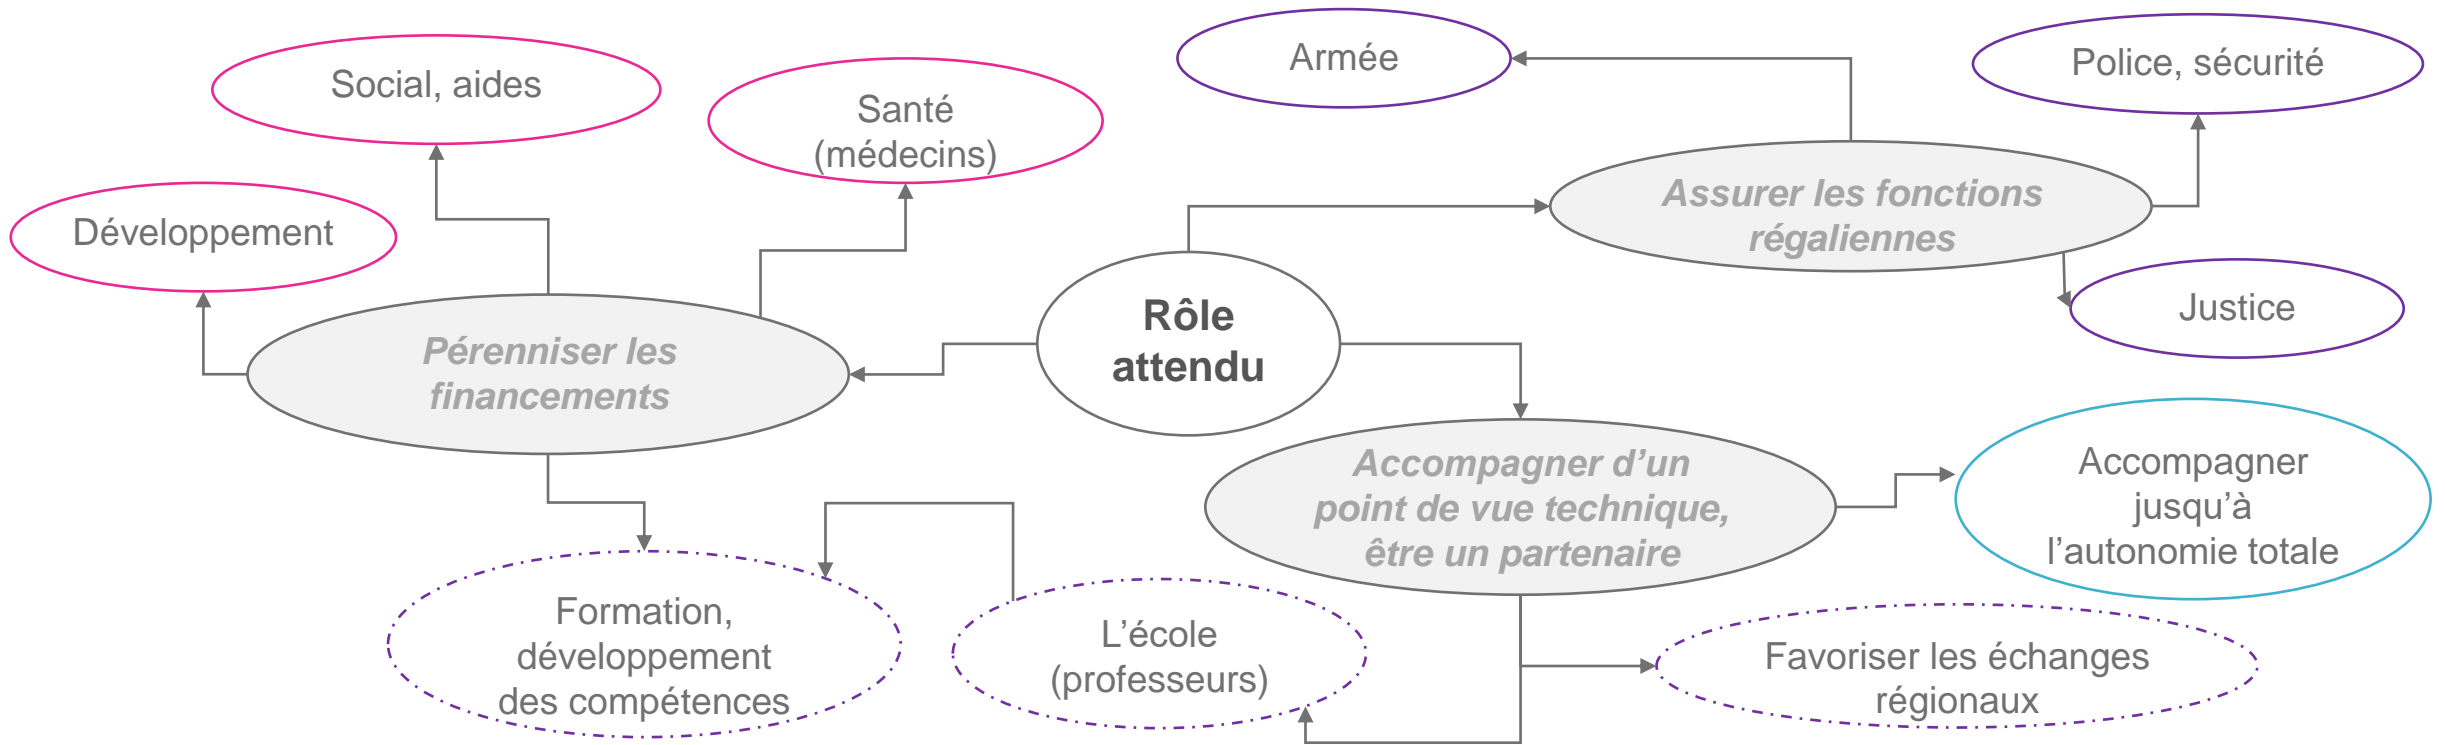 Armée
Police, sécurité
Social, aides
Santé
(médecins)
Assurer les fonctions
régaliennes
Développement
Justice
Rôle
attendu
Pérenniser les
financements
Accompagner d’un
point de vue technique,
être un partenaire
Accompagner
jusqu’à
l’autonomie totale
Formation,
développement
des compétences
L’école
(professeurs)
Favoriser les échanges
régionaux